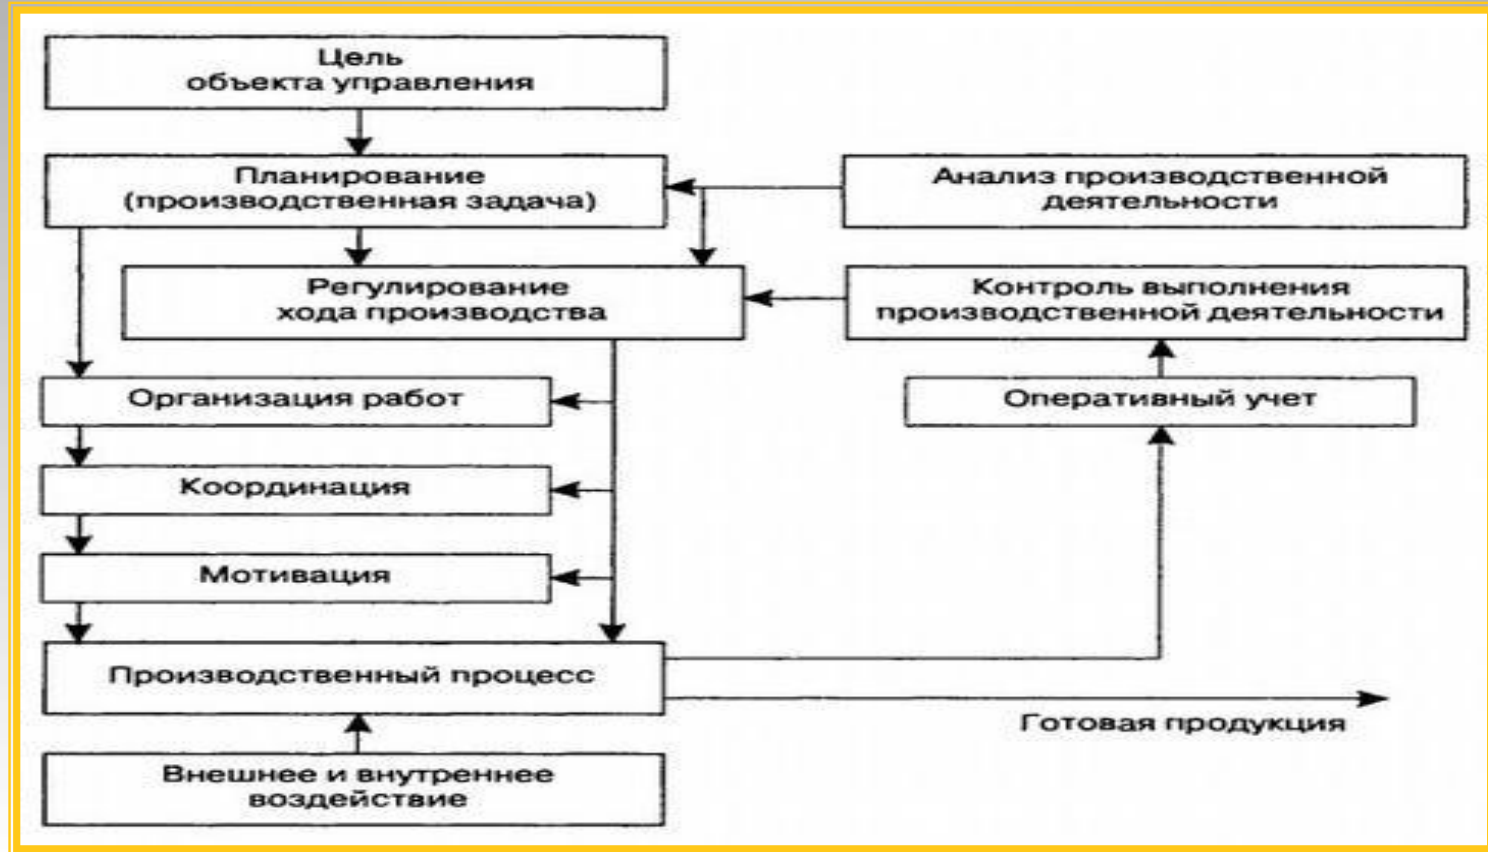 Цель
объекта управления
Планирование
(производственная задача)
Анализ производственной
деятельности
Регулирование
хода производства
Контроль выполнения
производственной деятельности
Организация работ
Оперативный учет
Координация
Мотивация
Производственный процесс
Готовая продукция
Внешнее и внутреннее
воздействие